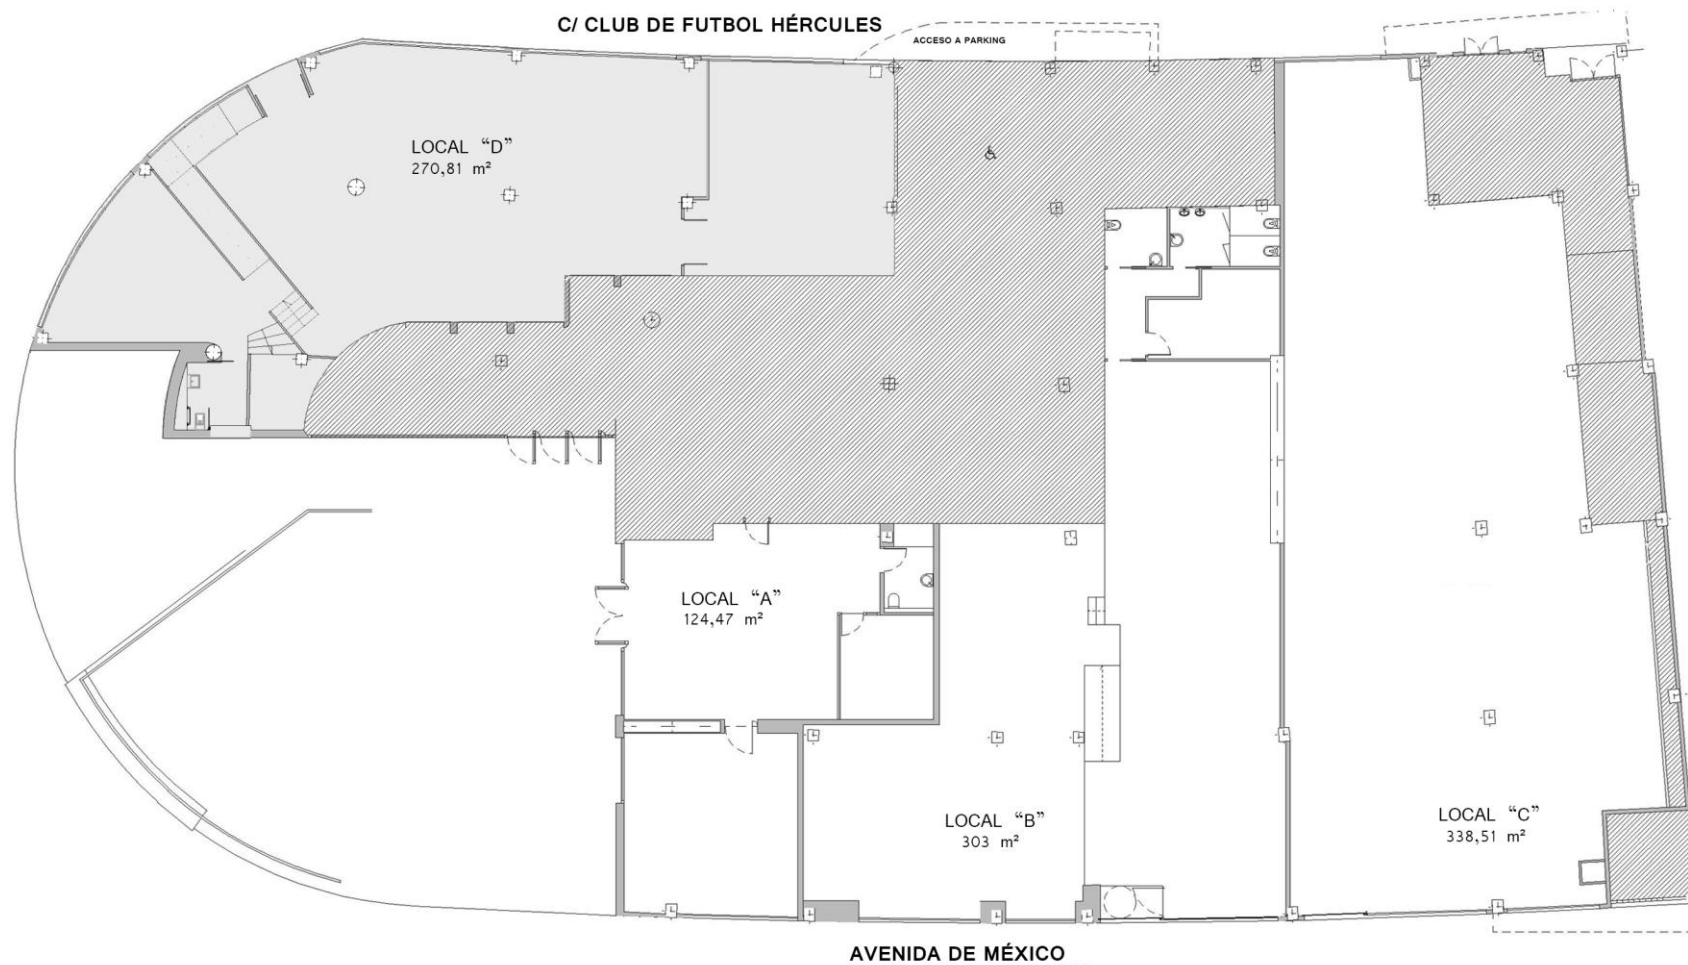 C/ CLUB DE FUTBOL HÉRCULES
ACCESO A PARKING
LOCAL “D”
270,81 m²
LOCAL “A”
124,47 m²
LOCAL “B”
303 m²
LOCAL “C”
338,51 m²
AVENIDA DE MÉXICO